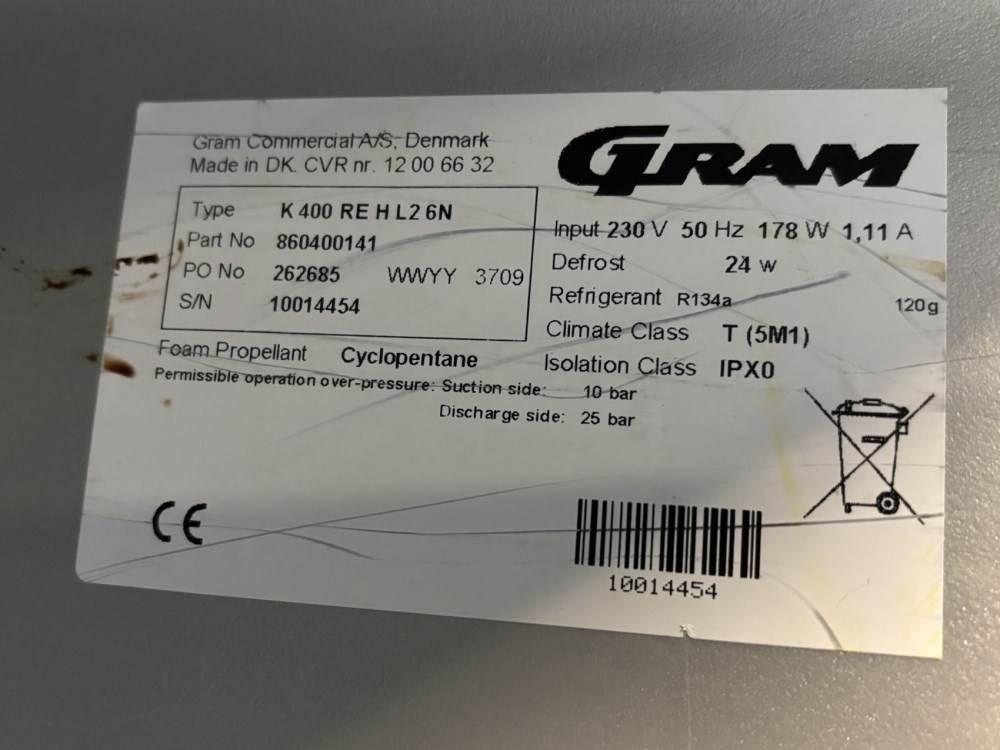 Gram Commercial A/S, Denmark
Made in DK. CVR nr. 12 00 66 32
GRAM
Type K 400 RE H L2 6N
Part No 860400141
PO No 262685 WWYY 3709
S/N 10014454
Input 230 V 50 Hz 178 W 1,11 A
Defrost 24 W
Refrigerant R134a 120g
Climate Class T (5M1)
Isolation Class IPX0
Foam Propellant Cyclopentane
Permissible operation over-pressure: Suction side: 10 bar
Discharge side: 25 bar
CE
10014454